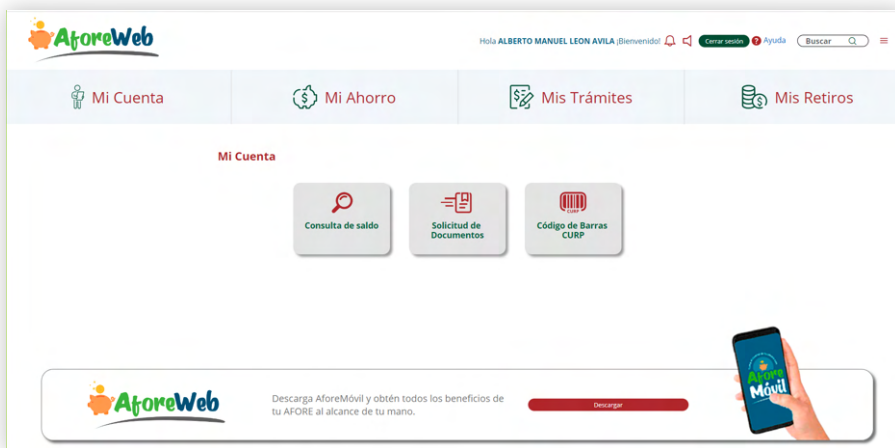 AforeWeb
Hola ALBERTO MANUEL LEON AVILA ¡Bienvenido! Cerrar sesión ? Ayuda Buscar
Mi Cuenta
Mi Ahorro
Mis Trámites
Mis Retiros
Mi Cuenta
Consulta de saldo
Solicitud de
Documentos
CURP
Código de Barras
CURP
AforeWeb
Descarga AforeMóvil y obtén todos los beneficios de
tu AFORE al alcance de tu mano.
Descargar
Afore
Móvil